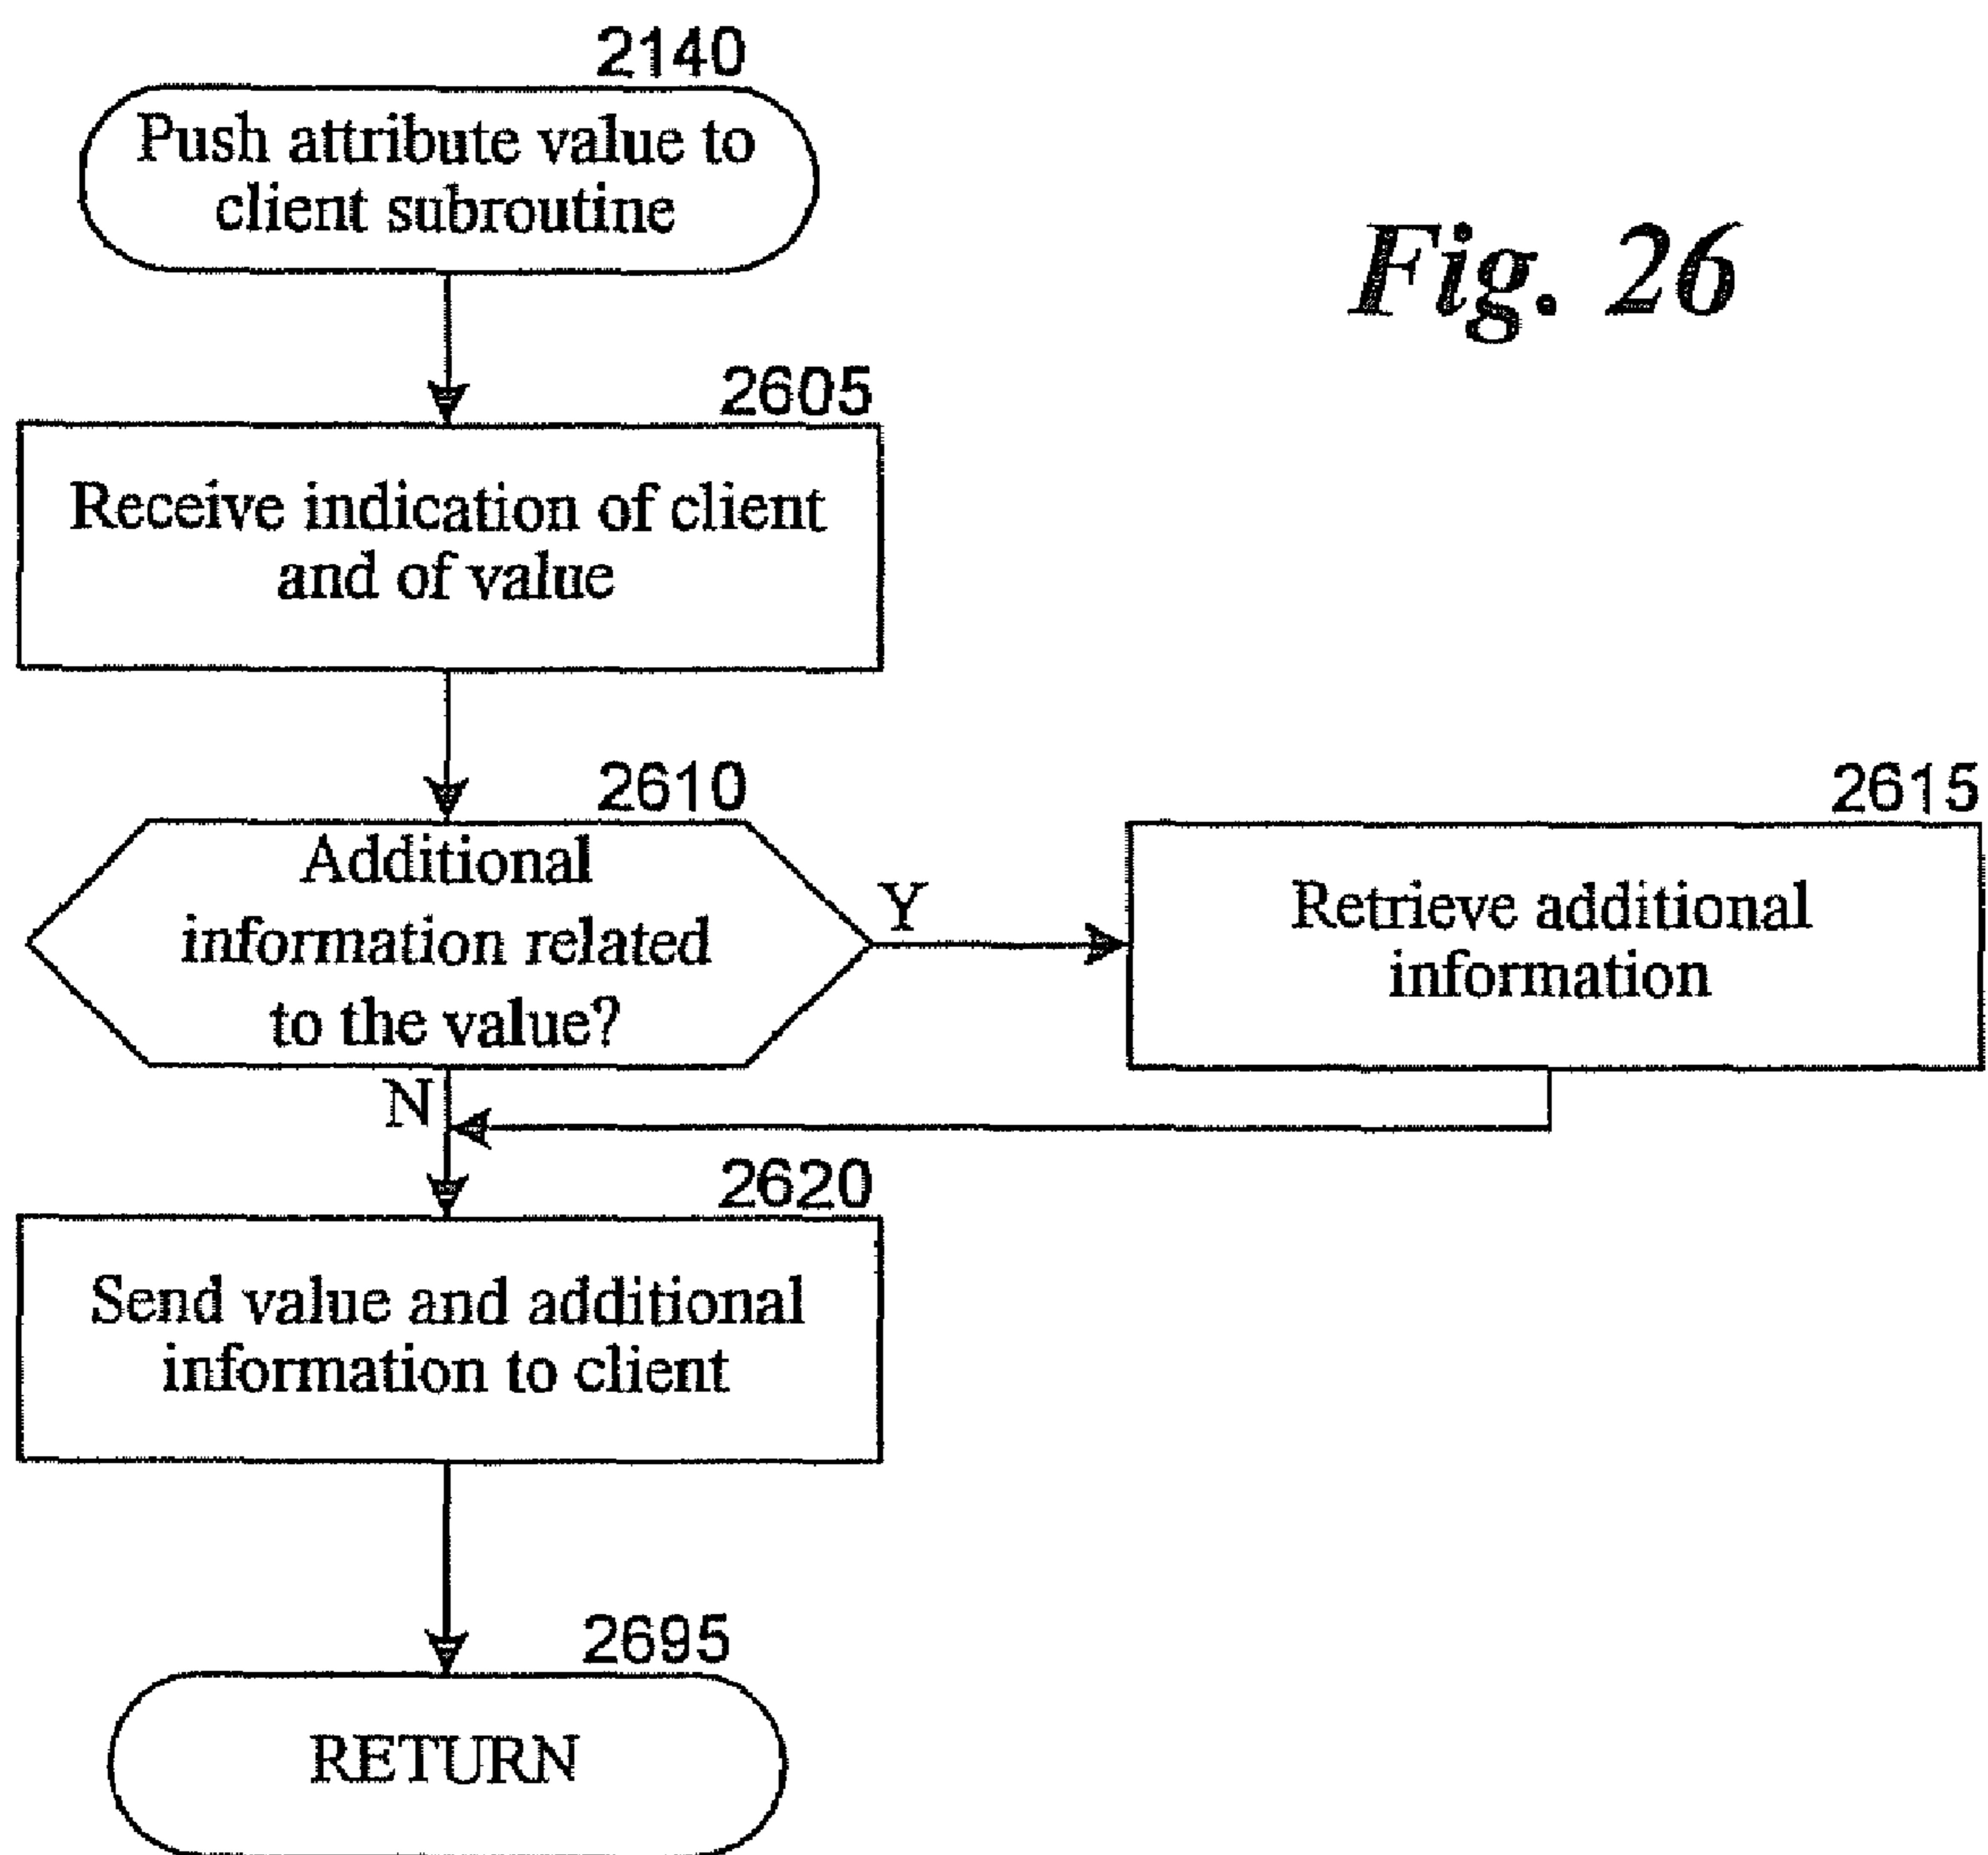 2140
Push attribute value to
client subroutine
Fig. 26
2605
Receive indication of client
and of value
2610
Additional
information related
to the value?
Y
2615
Retrieve additional
information
N
2620
Send value and additional
information to client
2695
RETURN